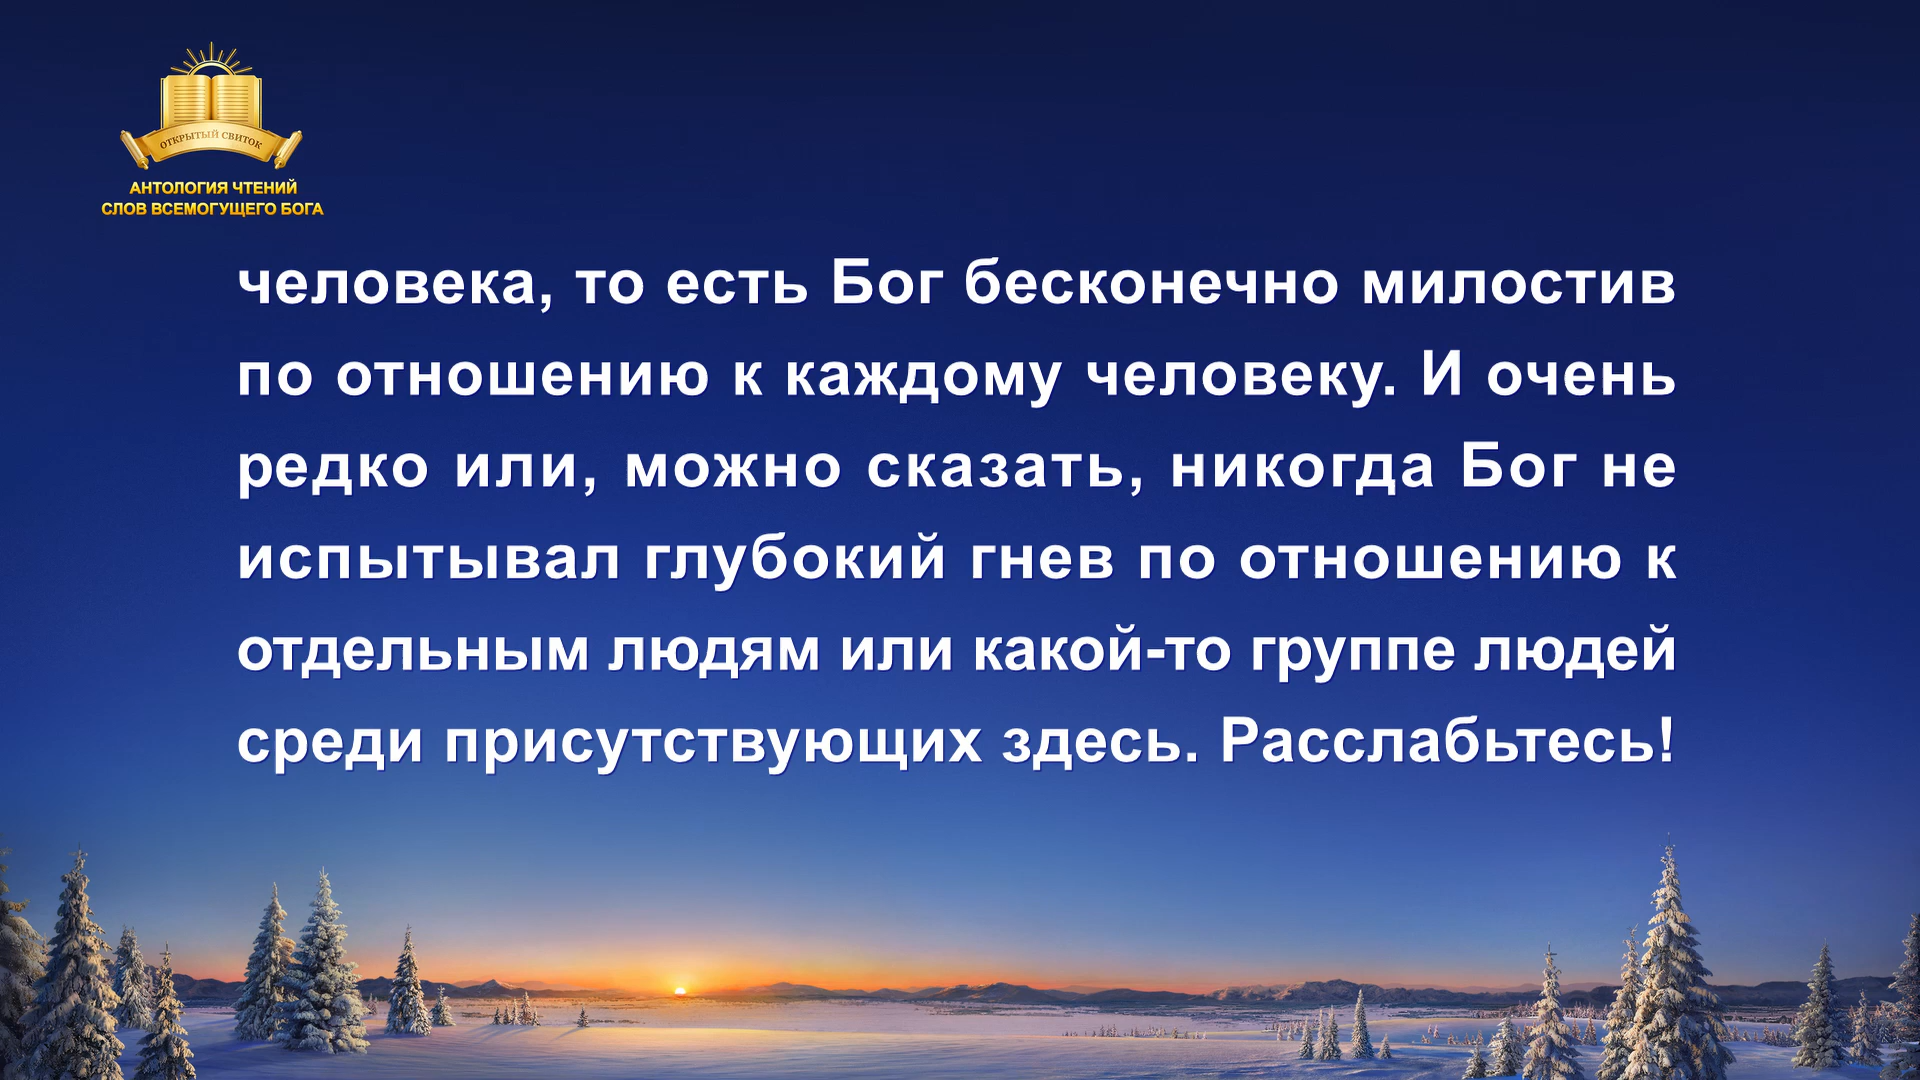 ОТКРЫТЫЙ СВИТОК
АНТОЛОГИЯ ЧТЕНИЙ
СЛОВ ВСЕМОГУЩЕГО БОГА
человека, то есть Бог бесконечно милостив
по отношению к каждому человеку. И очень
редко или, можно сказать, никогда Бог не
испытывал глубокий гнев по отношению к
отдельным людям или какой-то группе людей
среди присутствующих здесь. Расслабьтесь!